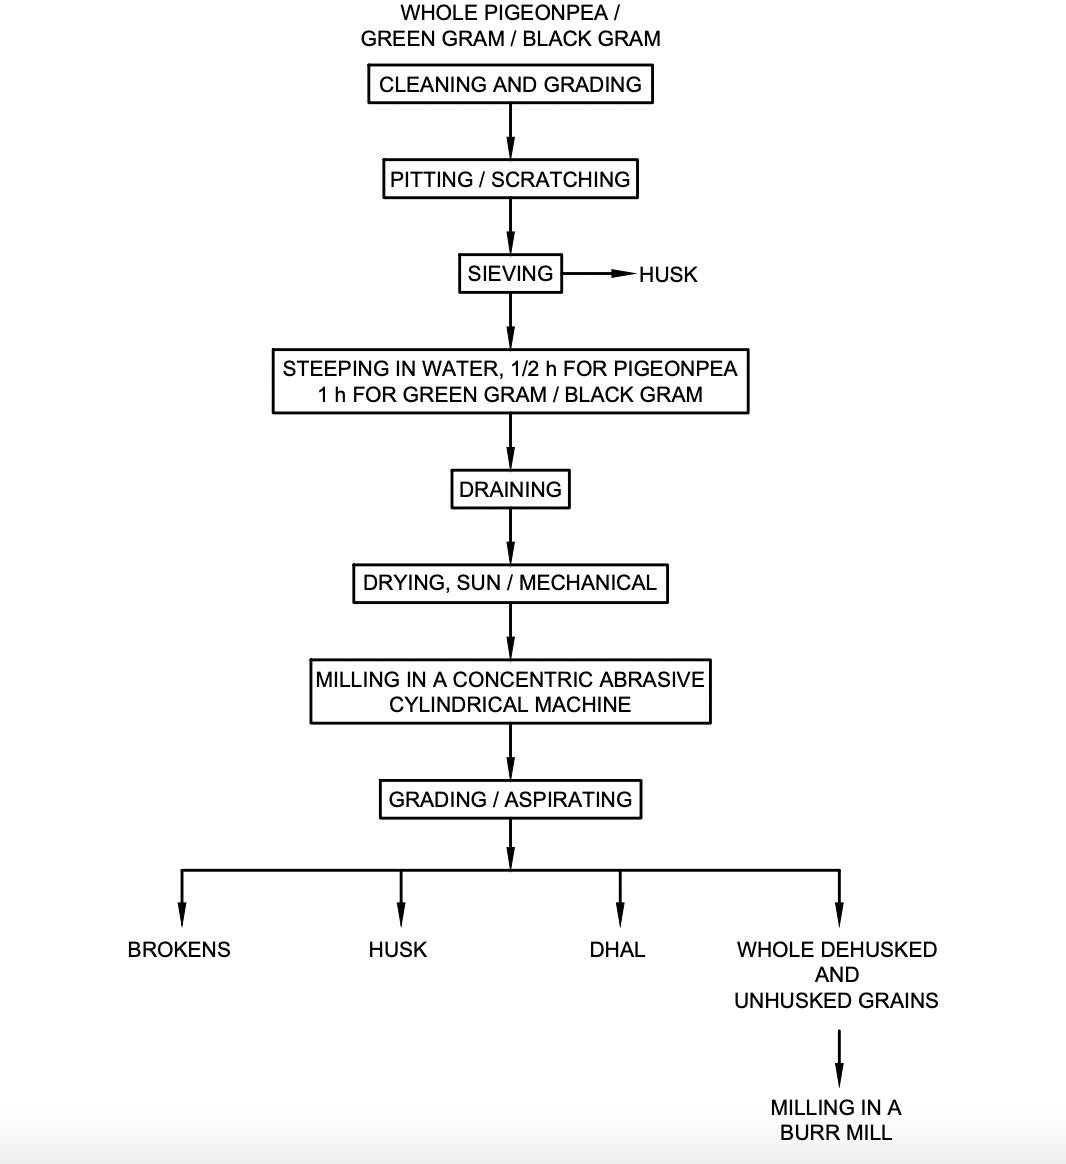 WHOLE PIGEONPEA /
GREEN GRAM / BLACK GRAM
CLEANING AND GRADING
PITTING / SCRATCHING
SIEVING
HUSK
STEEPING IN WATER, 1/2 h FOR PIGEONPEA
1 h FOR GREEN GRAM / BLACK GRAM
DRAINING
DRYING, SUN / MECHANICAL
MILLING IN A CONCENTRIC ABRASIVE
CYLINDRICAL MACHINE
GRADING / ASPIRATING
BROKENS
HUSK
DHAL
WHOLE DEHUSKED
AND
UNHUSKED GRAINS
MILLING IN A
BURR MILL